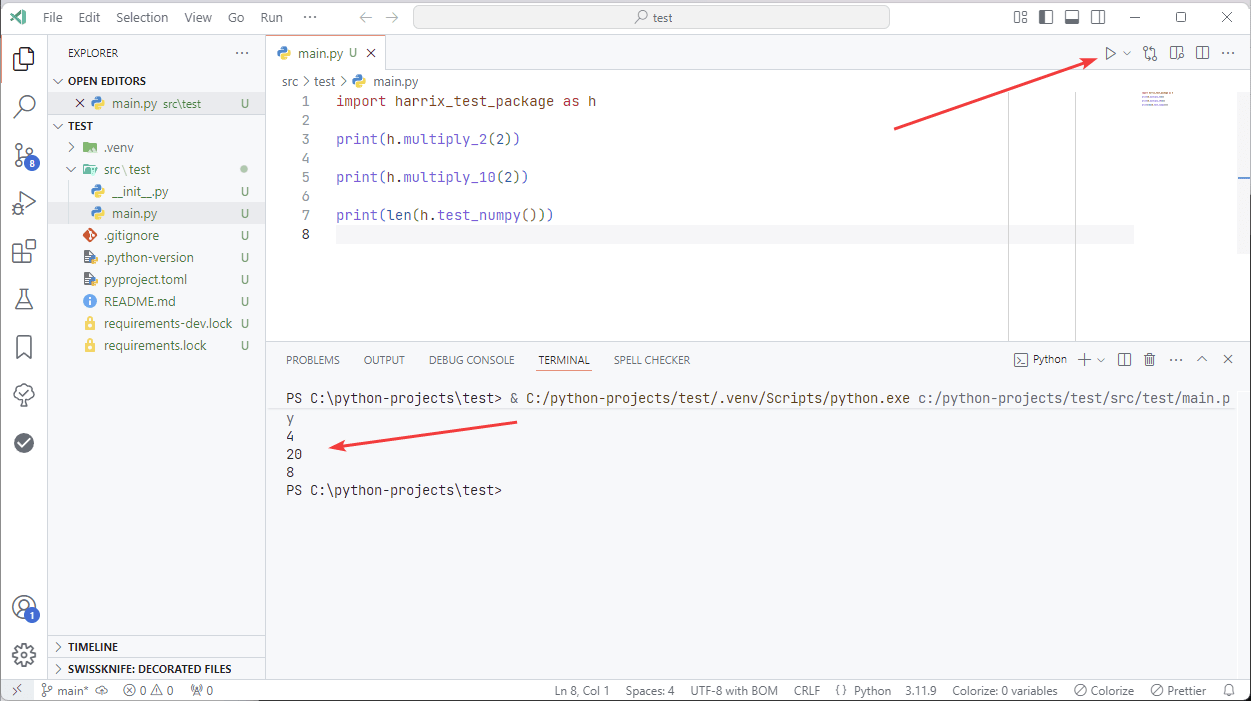 File Edit Selection View Go Run ··· test
EXPLORER ···
OPEN EDITORS
main.py src\test U
TEST
.venv
src\test
__init__.py U
main.py U
.gitignore U
.python-version U
pyproject.toml U
README.md U
requirements-dev.lock U
requirements.lock U
8
1
TIMELINE
SWISSKNIFE: DECORATED FILES
main.py U
src > test > main.py
1 import harrix_test_package as h
2
3 print(h.multiply_2(2))
4
5 print(h.multiply_10(2))
6
7 print(len(h.test_numpy()))
8
PROBLEMS OUTPUT DEBUG CONSOLE TERMINAL SPELL CHECKER Python
PS C:\python-projects\test> & C:/python-projects/test/.venv/Scripts/python.exe c:/python-projects/test/src/test/main.p
y
4
20
8
PS C:\python-projects\test>
main* 0 0 0 Ln 8, Col 1 Spaces: 4 UTF-8 with BOM CRLF {} Python 3.11.9 Colorize: 0 variables Colorize Prettier